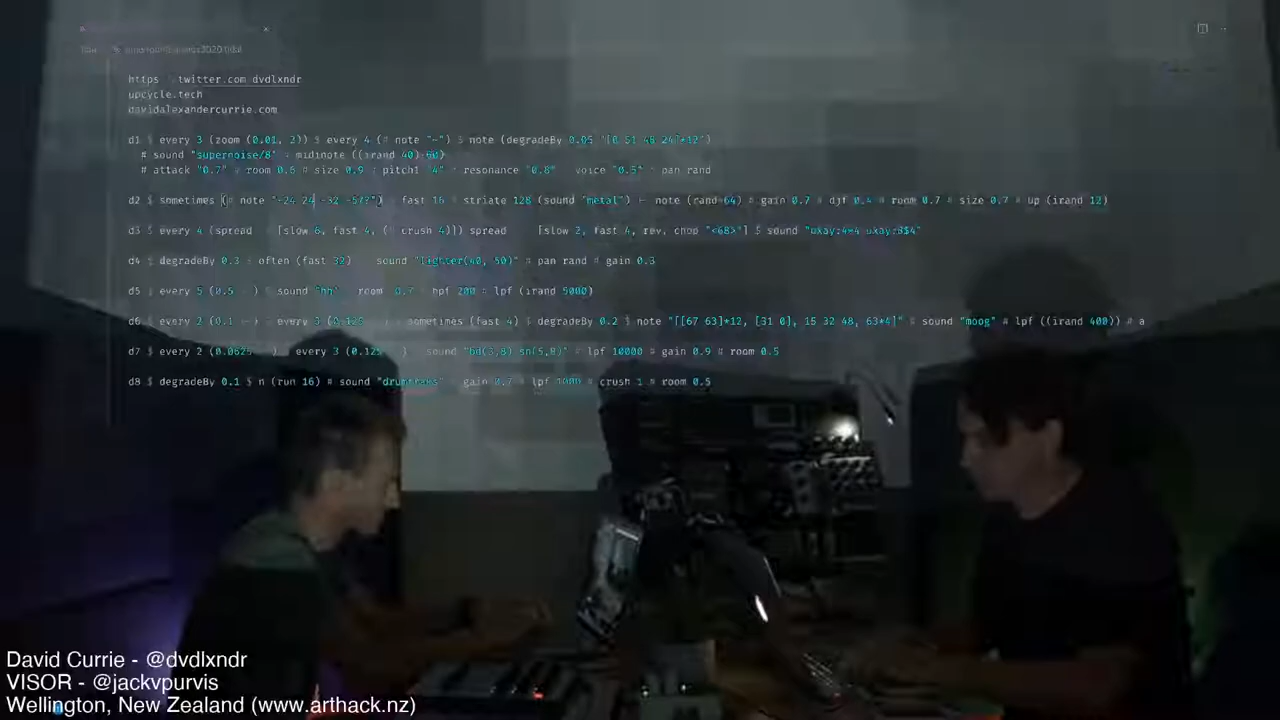 https  twitter.com dvdlxndr
upcycle.tech
davidalexandercurrie.com
d1 $ every 3 (zoom (0.01, 2)) $ every 4 (# note "~") $ note (degradeBy 0.05 "[0 51 48 24]*12")
# sound "supernoise/8" midinote ((irand 40) 60)
# attack "0.7" # room 0.6 # size 0.9 pitch1 "4" resonance "0.8" voice "0.5" pan rand
d2 $ sometimes (# note "-24 24 -32 -57?") fast 16 striate 128 (sound "metal") note (rand 64) # gain 0.7 # djf 0.4 # room 0.7 # size 0.7 up (irand 12)
d3 every 4 (spread [slow 6, fast 4, ( crush 4)]) spread [slow 2, fast 4, rev, chop "<68>"] $ sound
d4 degradeBy 0.3 often (fast 32) sound "lighter(40, 50)" # pan rand # gain 0.3
d5 every 5 (0.5 ) $ sound "hh" room 0.7 hpf 200 # lpf (irand 5000)
d6 every 2 (0.1 ) every 3 (0.125 sometimes (fast 4) $ degradeBy 0.2 $ note "[[67 63]*12, [31 0], 15 32 48, 63*4]" # sound "moog" # lpf ((irand 400)) # a
d7 $ every 2 (0.0625 ) every 3 (0.125 ) sound "bd(3,8) sn(5,8)" lpf 10000 # gain 0.9 # room 0.5
d8 $ degradeBy 0.1 $ n (run 16) # sound "drumtraks" gain 0.7 lpf 1000 # crush 1 # room 0.5
David Currie - @dvdlxndr
VISOR - @jackvpurvis
Wellington, New Zealand (www.arthack.nz)